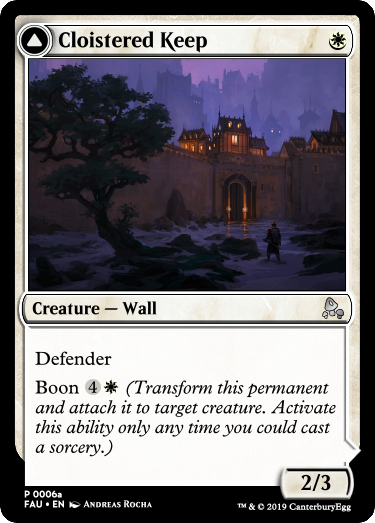 Cloistered Keep
Creature — Wall
Defender
Boon 4 (Transform this permanent
and attach it to target creature. Activate
this ability only any time you could cast
a sorcery.)
2/3
P 0006a
FAU • EN Andreas Rocha
™ & © 2019 CanterburyEgg